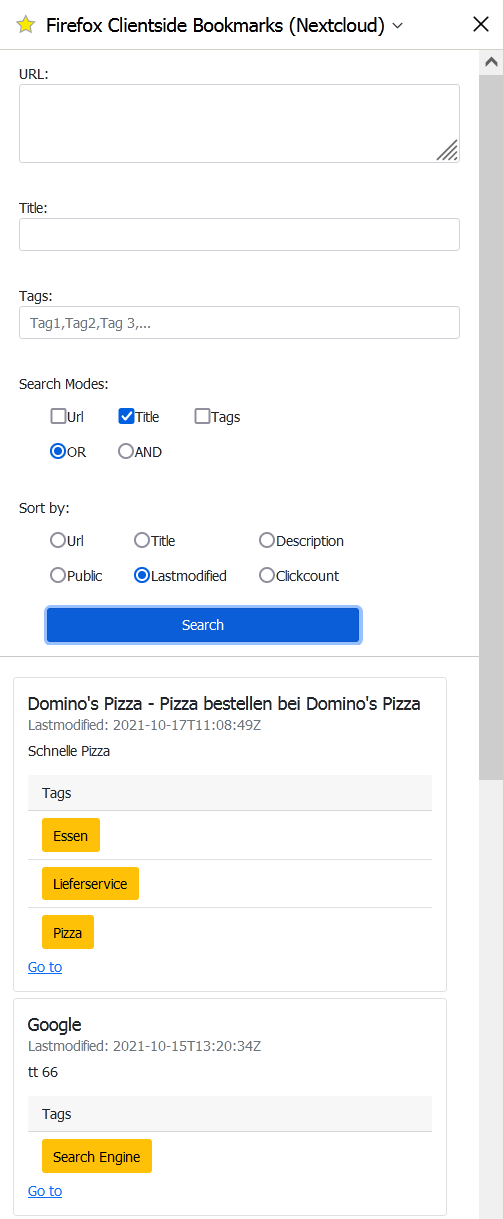 Firefox Clientside Bookmarks (Nextcloud)
URL:
Title:
Tags:
Tag1,Tag2,Tag 3,...
Search Modes:
Url Title Tags
OR AND
Sort by:
Url Title Description
Public Lastmodified Clickcount
Search
Domino's Pizza - Pizza bestellen bei Domino's Pizza
Lastmodified: 2021-10-17T11:08:49Z
Schnelle Pizza
Tags
Essen
Lieferservice
Pizza
Go to
Google
Lastmodified: 2021-10-15T13:20:34Z
tt 66
Tags
Search Engine
Go to